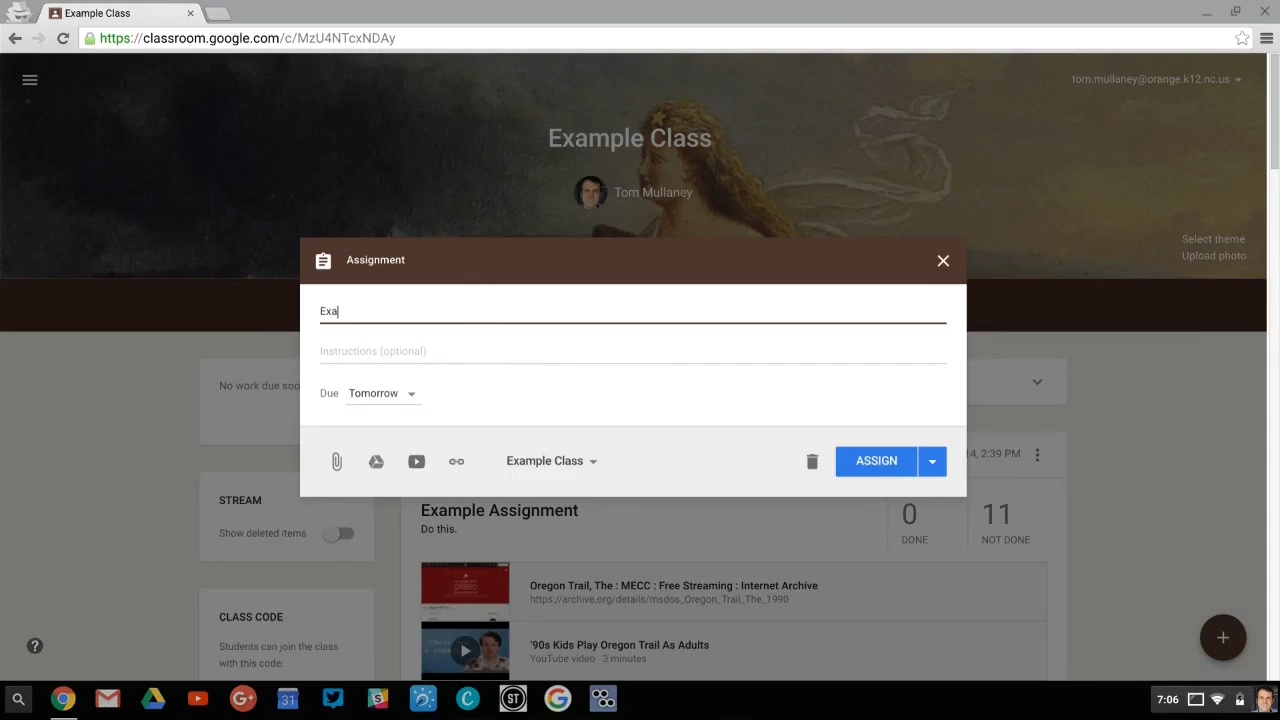 Example Class
https://classroom.google.com/c/MzU4NTcxNDAy
tom.mullaney@orange.k12.nc.us
Example Class
Tom Mullaney
Select theme
Upload photo
Assignment
Exa
Instructions (optional)
Due Tomorrow
Example Class
ASSIGN
No work due soo
14, 2:39 PM
STREAM
Show deleted items
Example Assignment
Do this.
0
DONE
11
NOT DONE
Oregon Trail, The : MECC : Free Streaming : Internet Archive
https://archive.org/details/msdos_Oregon_Trail_The_1990
'90s Kids Play Oregon Trail As Adults
YouTube video 3 minutes
CLASS CODE
Students can join the class
with this code:
31
ST
7:06